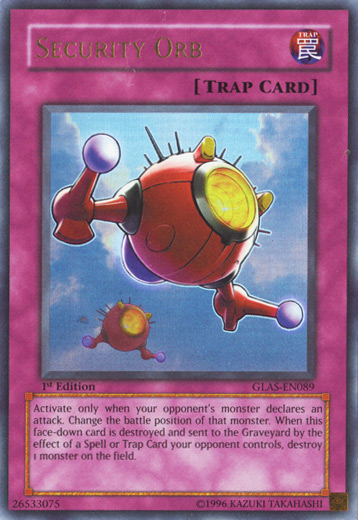 Security Orb
TRAP
罠
[Trap Card]
1st Edition
GLAS-EN089
Activate only when your opponent's monster declares an
attack. Change the battle position of that monster. When this
face-down card is destroyed and sent to the Graveyard by the
effect of a Spell or Trap Card your opponent controls, destroy
1 monster on the field.
26533075
©1996 KAZUKI TAKAHASHI